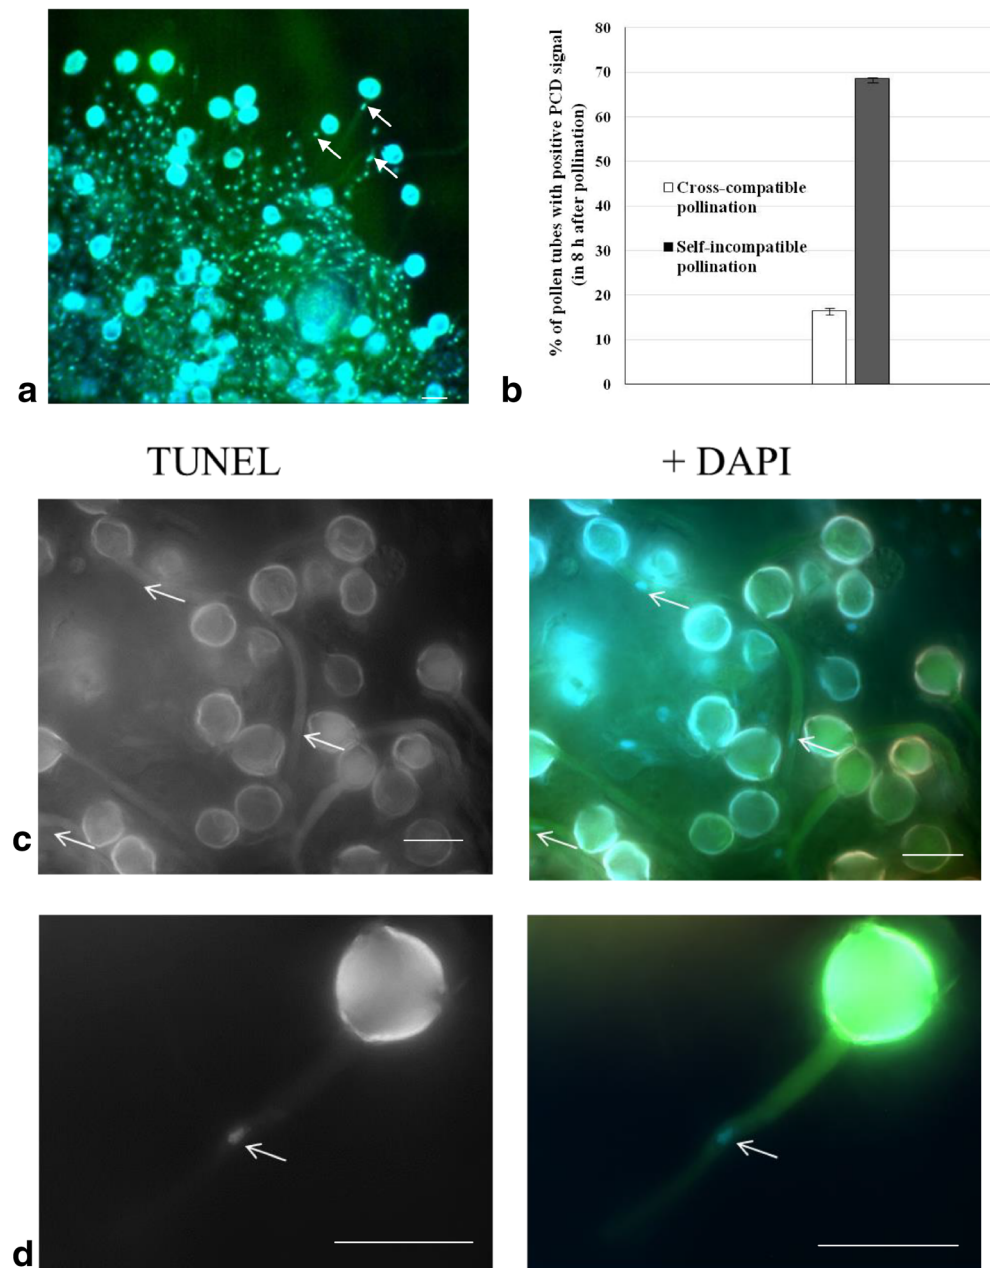 a
b
% of pollen tubes with positive PCD signal
(in 8 h after pollination)
80
70
60
50
40
30
20
10
0
Cross-compatible
pollination
Self-incompatible
pollination
TUNEL
+ DAPI
c
d